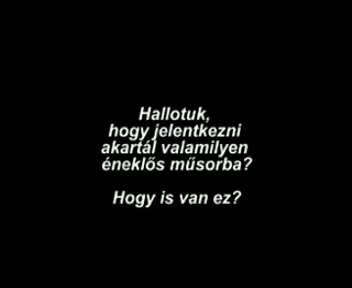 Hallotuk,
hogy jelentkezni
akartál valamilyen
éneklős műsorba?
Hogy is van ez?